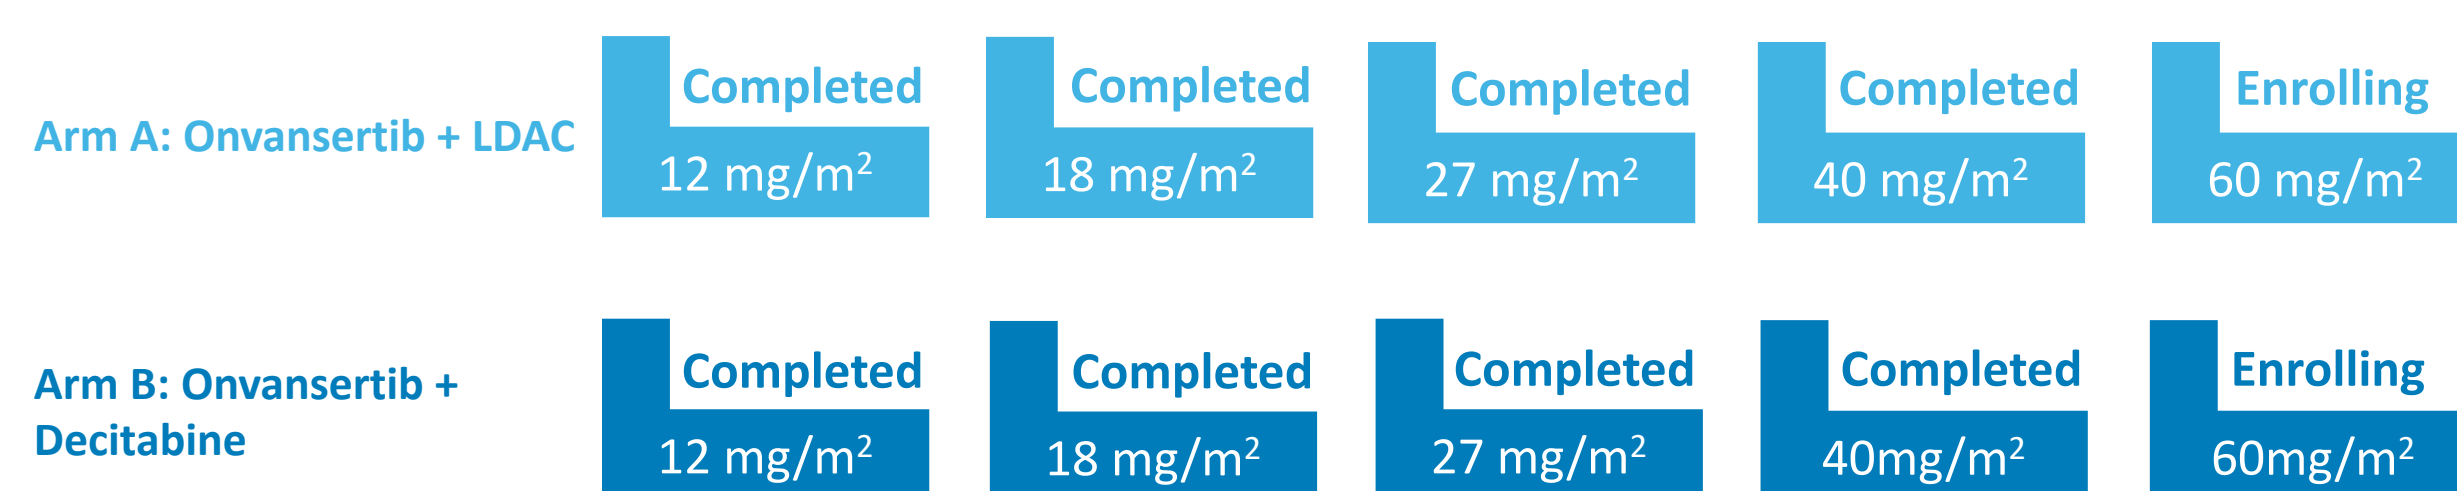 Completed Completed Completed Completed Enrolling
Arm A: Onvansertib + LDAC
12 mg/m² 18 mg/m² 27 mg/m² 40 mg/m² 60 mg/m²
Completed Completed Completed Completed Enrolling
Arm B: Onvansertib +
Decitabine
12 mg/m² 18 mg/m² 27 mg/m² 40mg/m² 60mg/m²